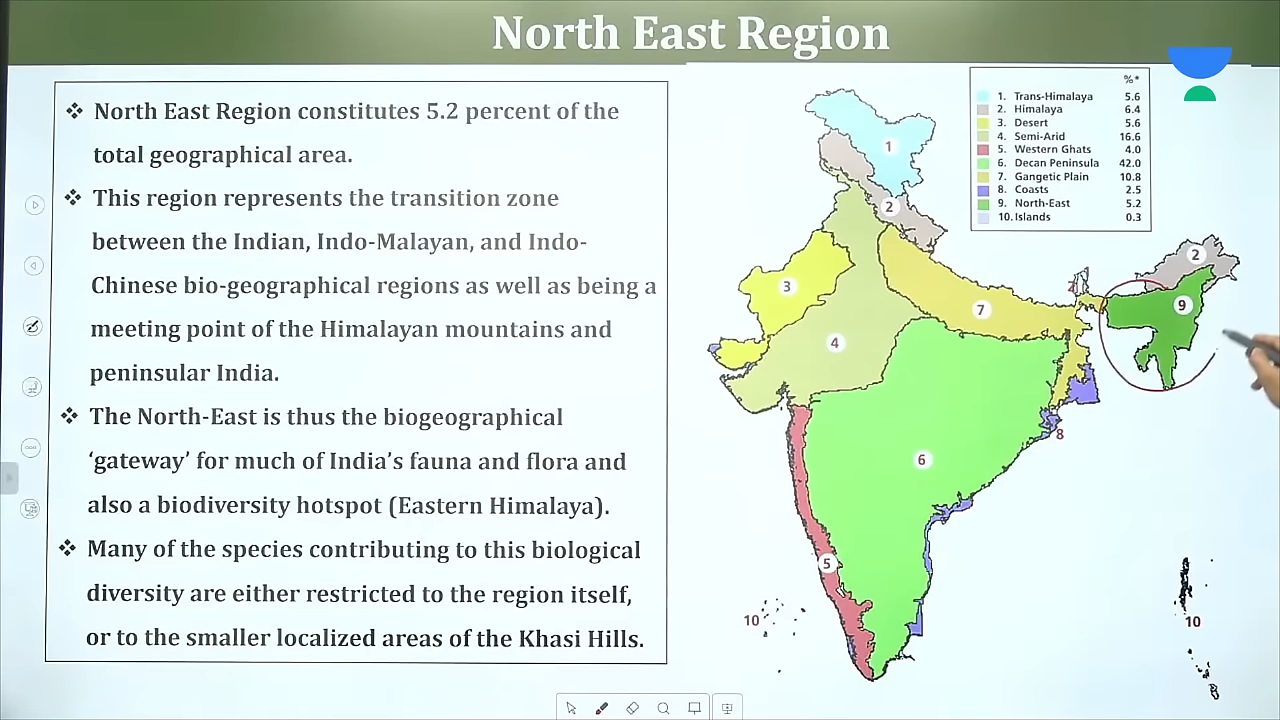 North East Region
❖ North East Region constitutes 5.2 percent of the
total geographical area.
❖ This region represents the transition zone
between the Indian, Indo-Malayan, and Indo-
Chinese bio-geographical regions as well as being a
meeting point of the Himalayan mountains and
peninsular India.
❖ The North-East is thus the biogeographical
‘gateway’ for much of India’s fauna and flora and
also a biodiversity hotspot (Eastern Himalaya).
❖ Many of the species contributing to this biological
diversity are either restricted to the region itself,
or to the smaller localized areas of the Khasi Hills.
%*
1. Trans-Himalaya 5.6
2. Himalaya 6.4
3. Desert 5.6
4. Semi-Arid 16.6
5. Western Ghats 4.0
6. Decan Peninsula 42.0
7. Gangetic Plain 10.8
8. Coasts 2.5
9. North-East 5.2
10. Islands 0.3
1
2
2
3
2
9
7
4
8
6
5
10
10